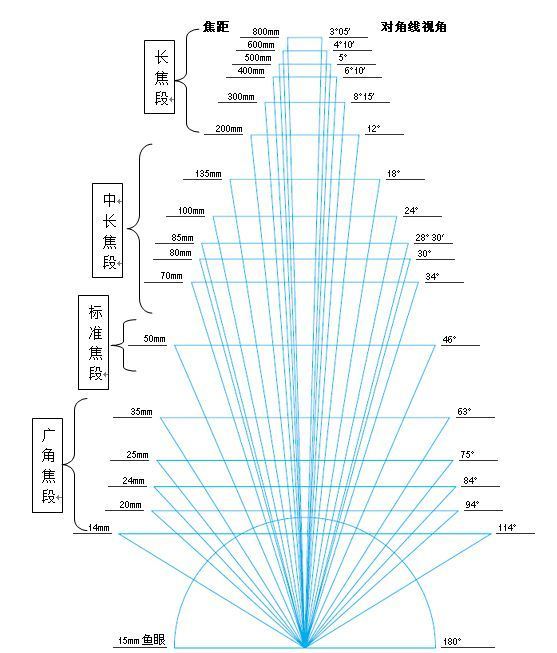 焦距 对角线视角
800mm 3°05′
600mm 4°10′
500mm 5°
400mm 6°10′
300mm 8°15′
200mm 12°
长焦段
135mm 18°
100mm 24°
85mm 28°30′
80mm 30°
70mm 34°
中长焦段
50mm 46°
标准焦段
35mm 63°
25mm 75°
24mm 84°
20mm 94°
14mm 114°
广角焦段
15mm 鱼眼 180°